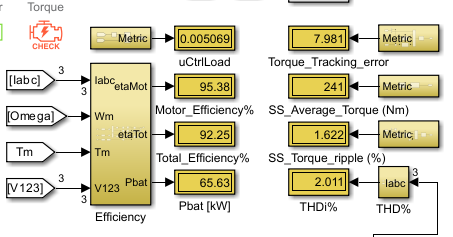 r
Torque
CHECK
Metric
0.005069
uCtrlLoad
7.981
Metric
Torque_Tracking_error
[Iabc]
3
3
Iabc
etaMot
95.38
Motor_Efficiency%
241
Metric
SS_Average_Torque (Nm)
[Omega]
Wm
etaTot
92.25
Total_Efficiency%
1.622
Metric
SS_Torque_ripple (%)
Tm
Tm
[V123]
3
3
V123
Pbat
65.63
Pbat [kW]
Efficiency
2.011
THDi%
Iabc
3
THD%